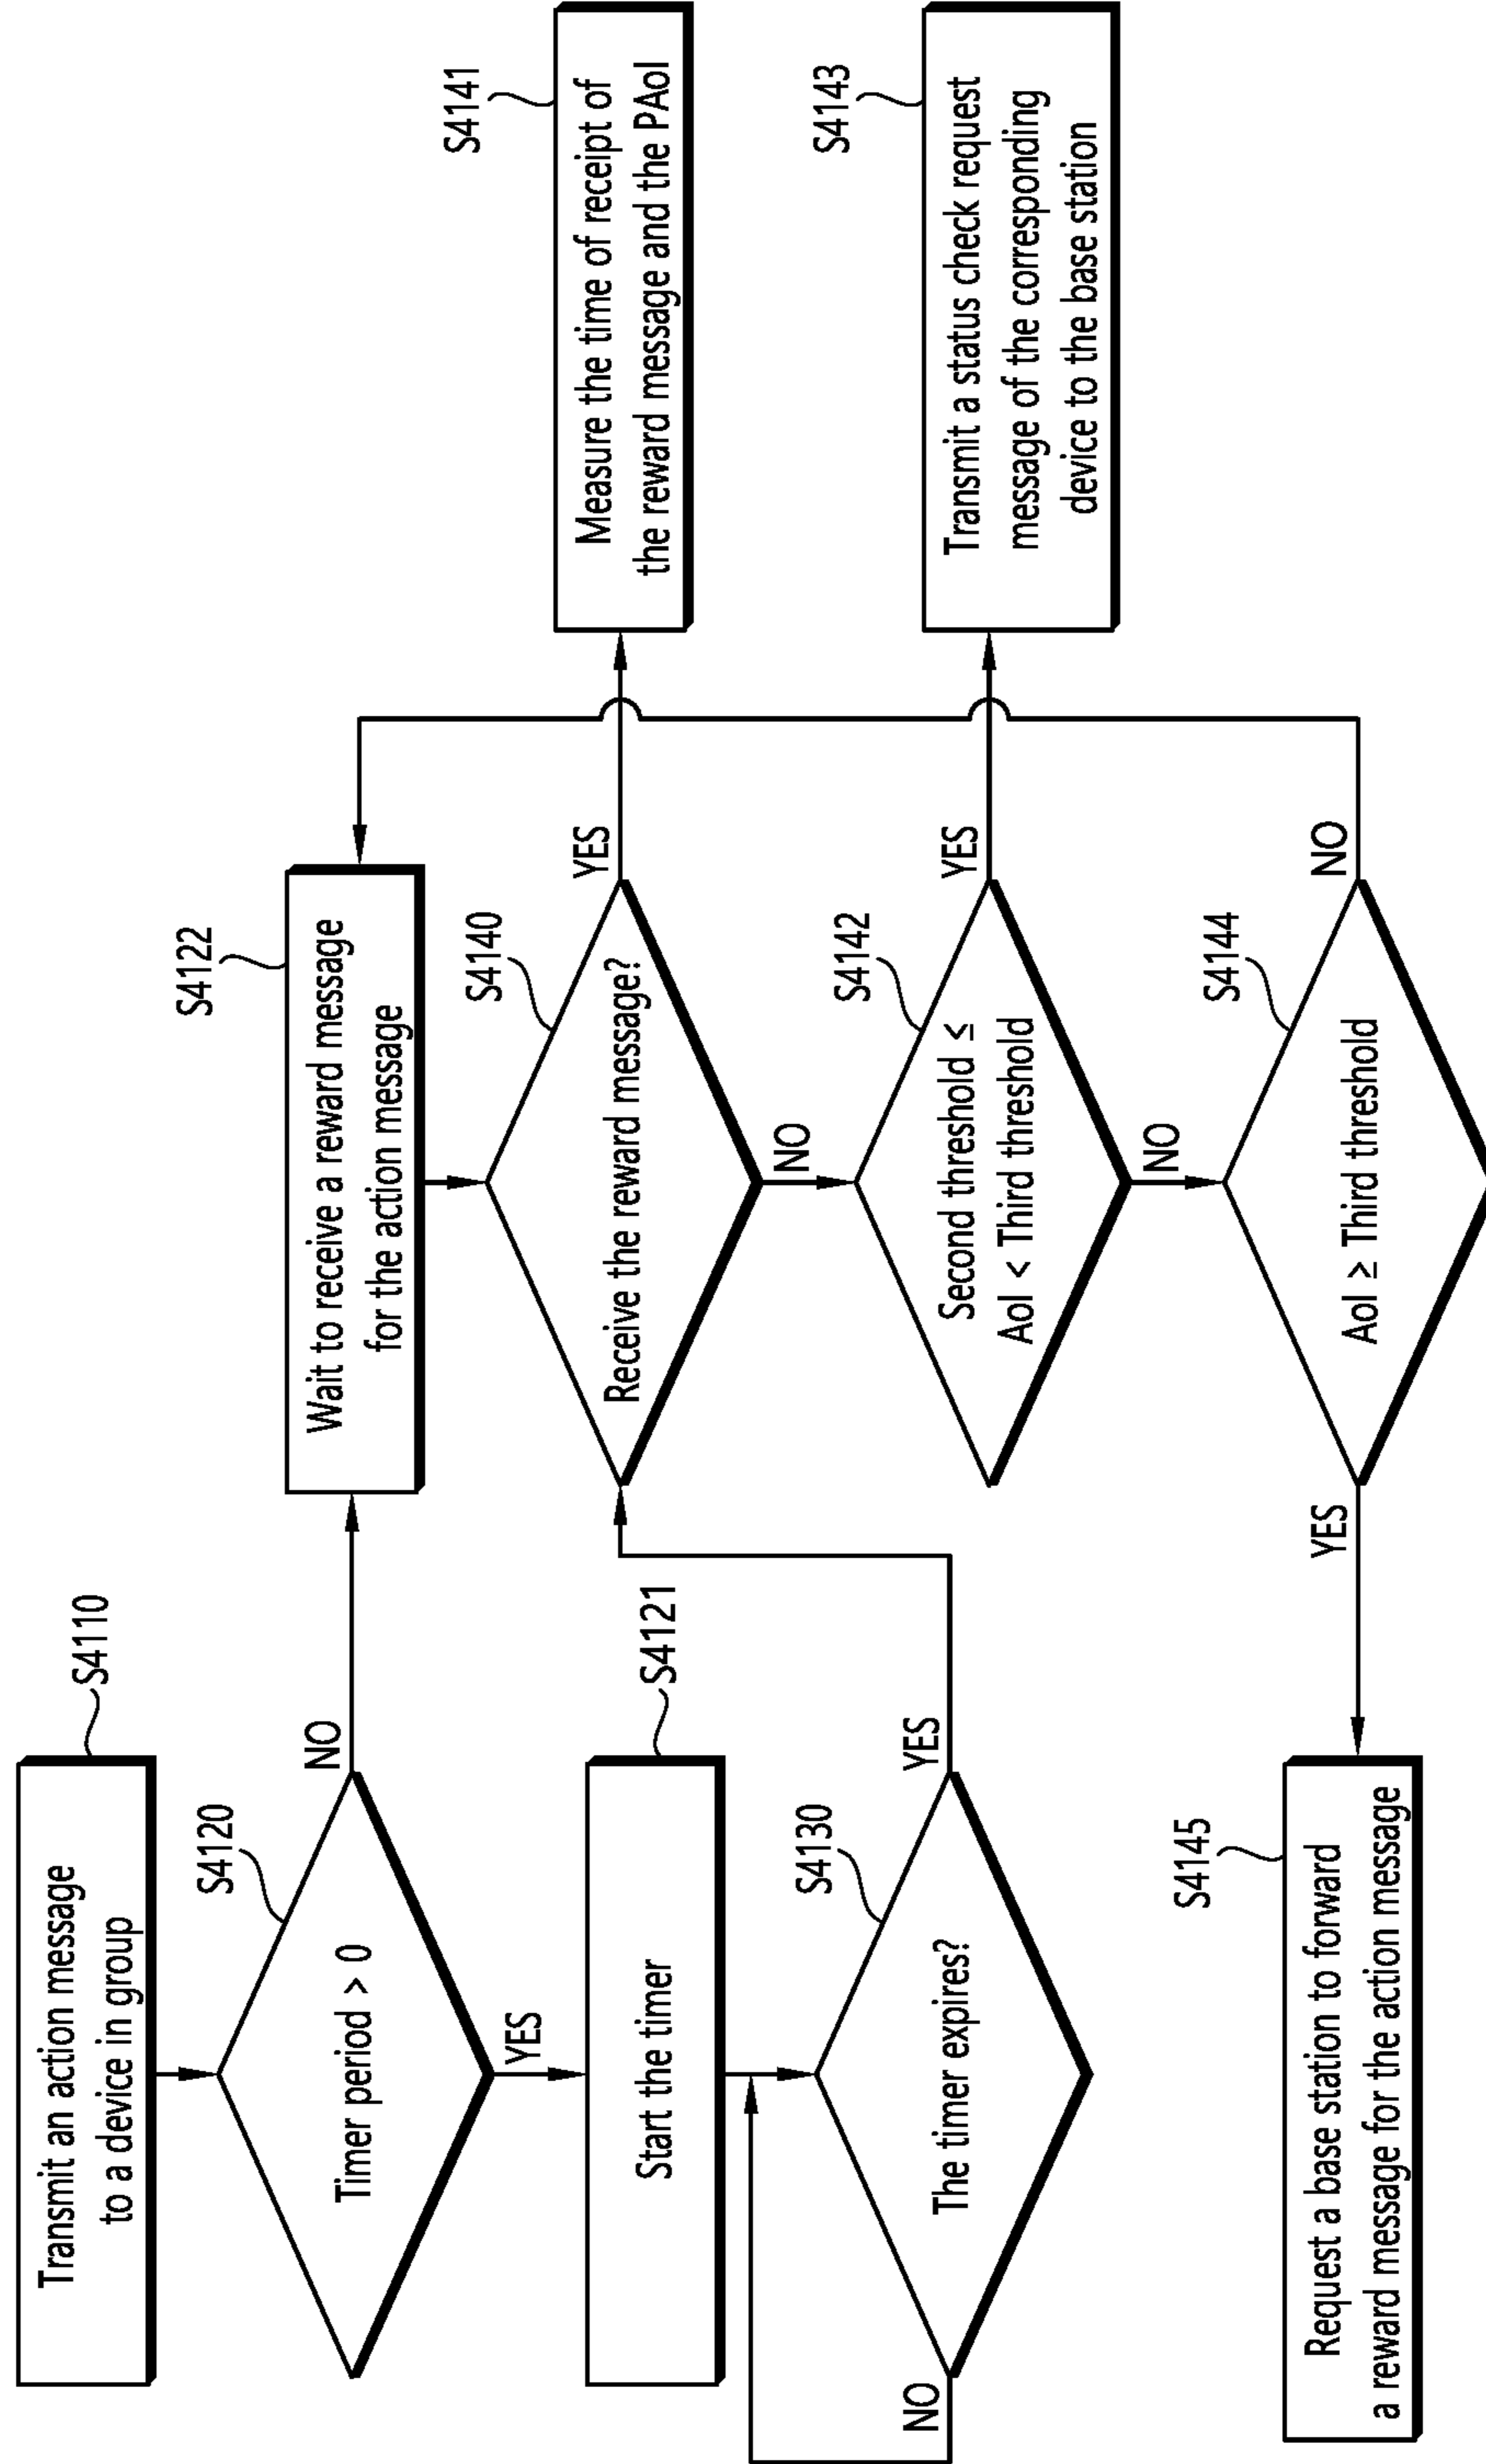 Transmit an action message
to a device in group
S4110
Timer period > 0
S4120
NO
YES
Start the timer
S4121
The timer expires?
S4130
YES
NO
Wait to receive a reward message
for the action message
S4122
Receive the reward message?
S4140
YES
NO
Measure the time of receipt of
the reward message and the PAoI
S4141
Second threshold ≤
AoI < Third threshold
S4142
YES
NO
Transmit a status check request
message of the corresponding
device to the base station
S4143
AoI ≥ Third threshold
S4144
NO
YES
Request a base station to forward
a reward message for the action message
S4145